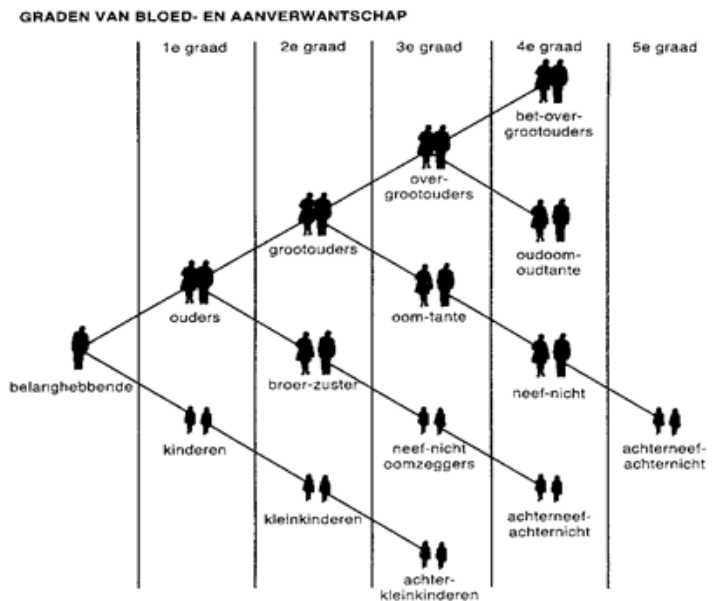 GRADEN VAN BLOED- EN AANVERWANTSCHAP
1e graad
2e graad
3e graad
4e graad
5e graad
bet-over-
grootouders
over-
grootouders
grootouders
oudoom-
oudtante
ouders
oom-tante
belanghebbende
broer-zuster
neef-nicht
kinderen
neef-nicht
oomzeggers
achterneef-
achternicht
kleinkinderen
achterneef-
achternicht
achter-
kleinkinderen